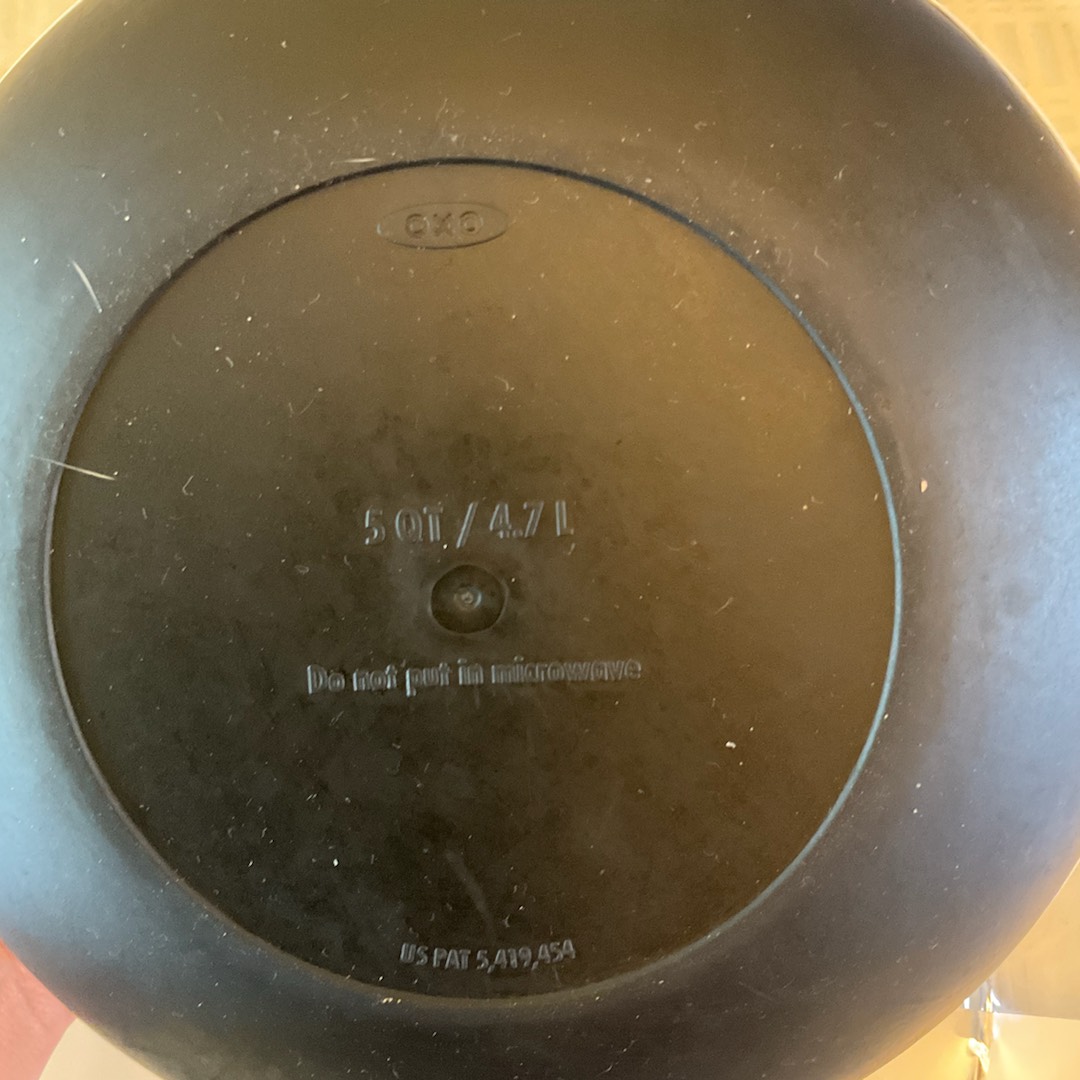 OXO
5 QT / 4.7 L
Do not put in microwave
US PAT 5,419,454